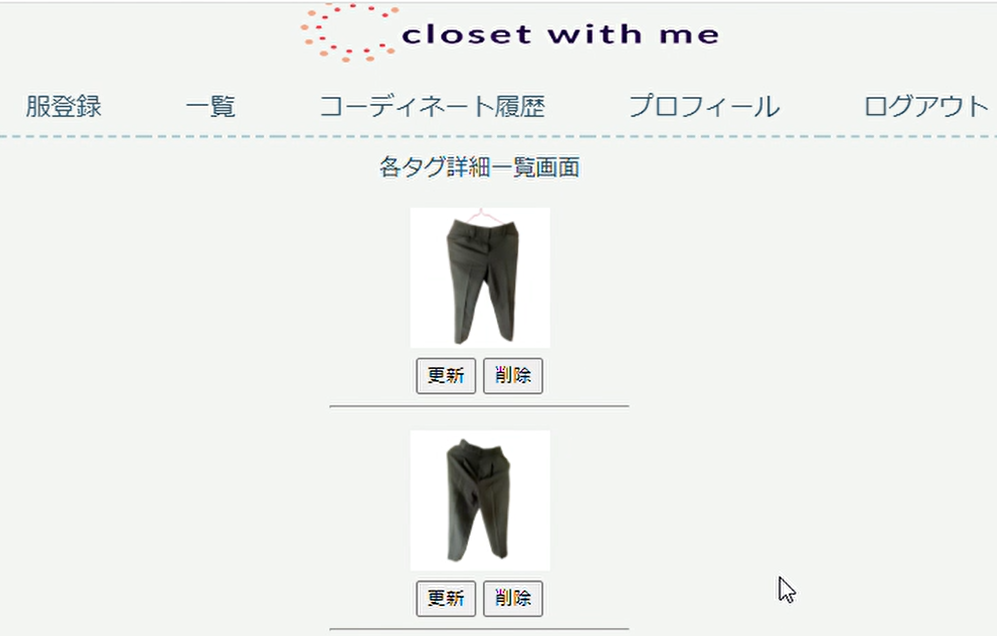 closet with me
服登録 一覧 コーディネート履歴 プロフィール ログアウト
各タグ詳細一覧画面
更新 削除
更新 削除